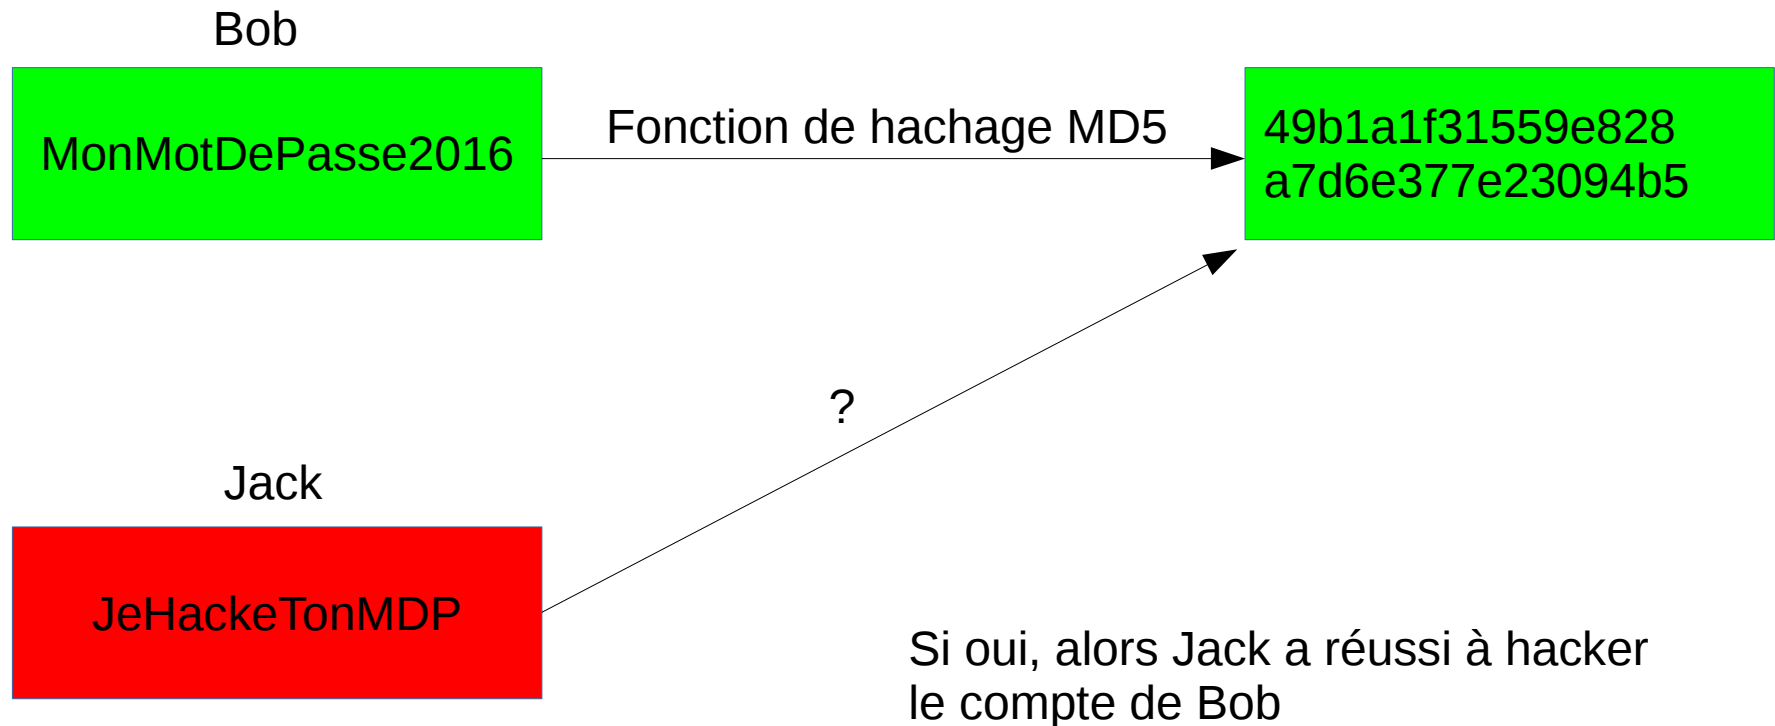 Bob
MonMotDePasse2016
Fonction de hachage MD5
49b1a1f31559e828
a7d6e377e23094b5
?
Jack
JeHackeTonMDP
Si oui, alors Jack a réussi à hacker
le compte de Bob